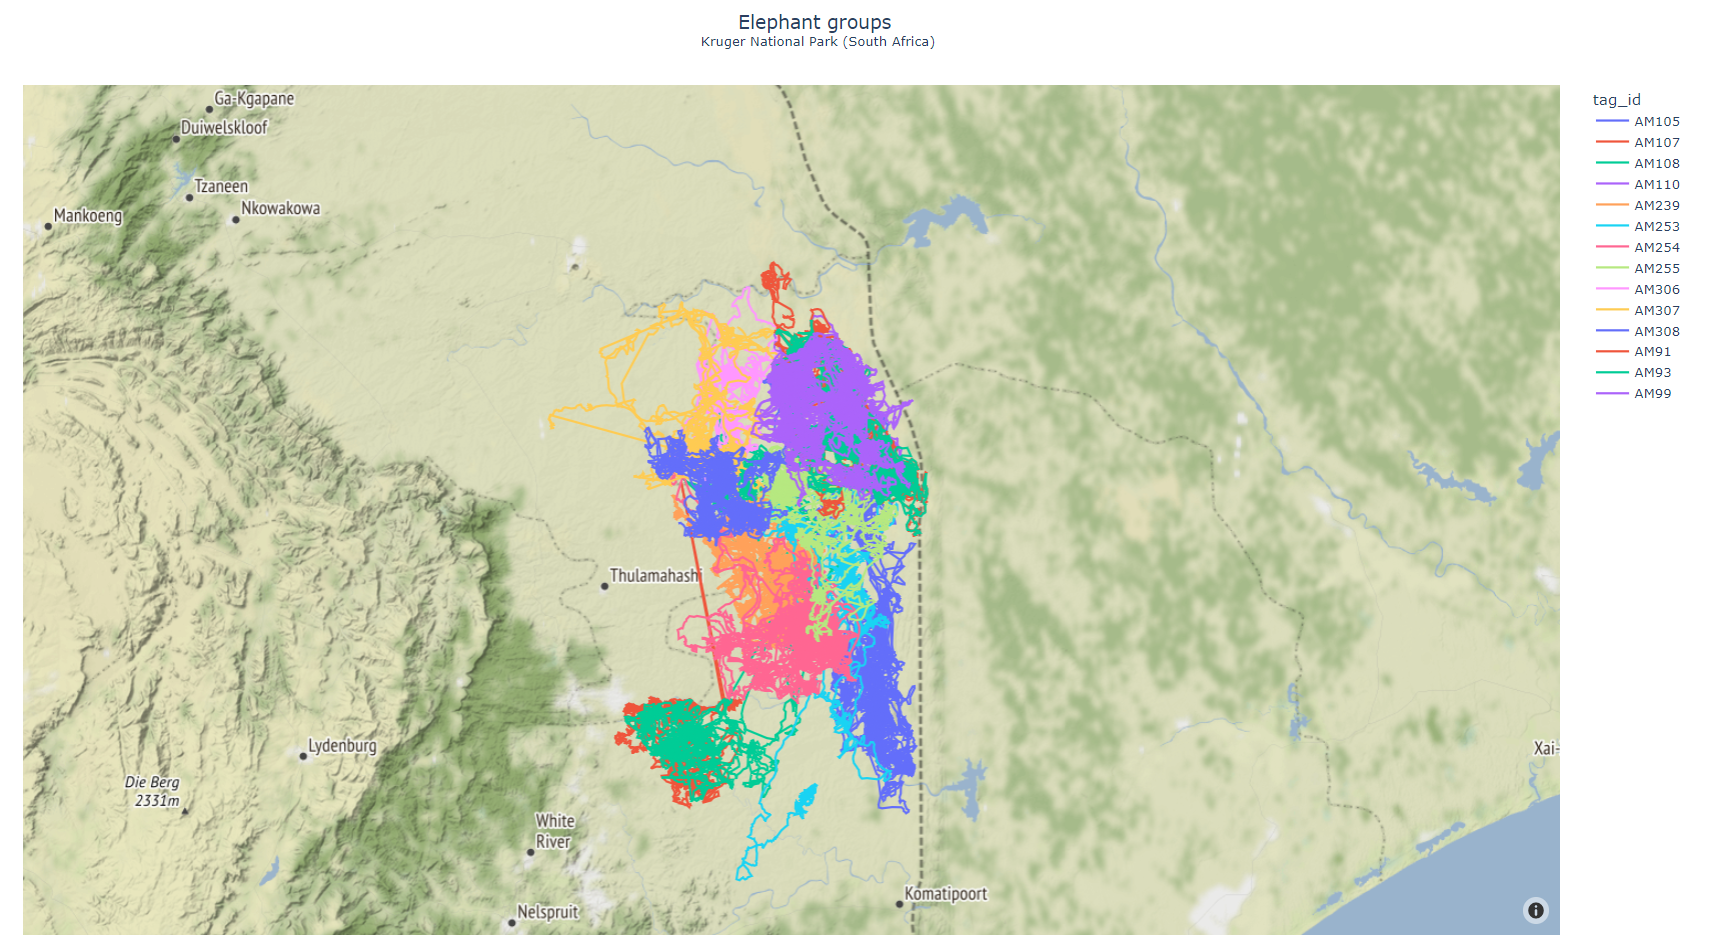 Elephant groups
Kruger National Park (South Africa)
Ga-Kgapane
Duiwelskloof
Tzaneen
Nkowakowa
Mankoeng
Thulamahashi
Lydenburg
Die Berg
2331m
White
River
Nelspruit
Komatipoort
Xai-
tag_id
AM105
AM107
AM108
AM110
AM239
AM253
AM254
AM255
AM306
AM307
AM308
AM91
AM93
AM99